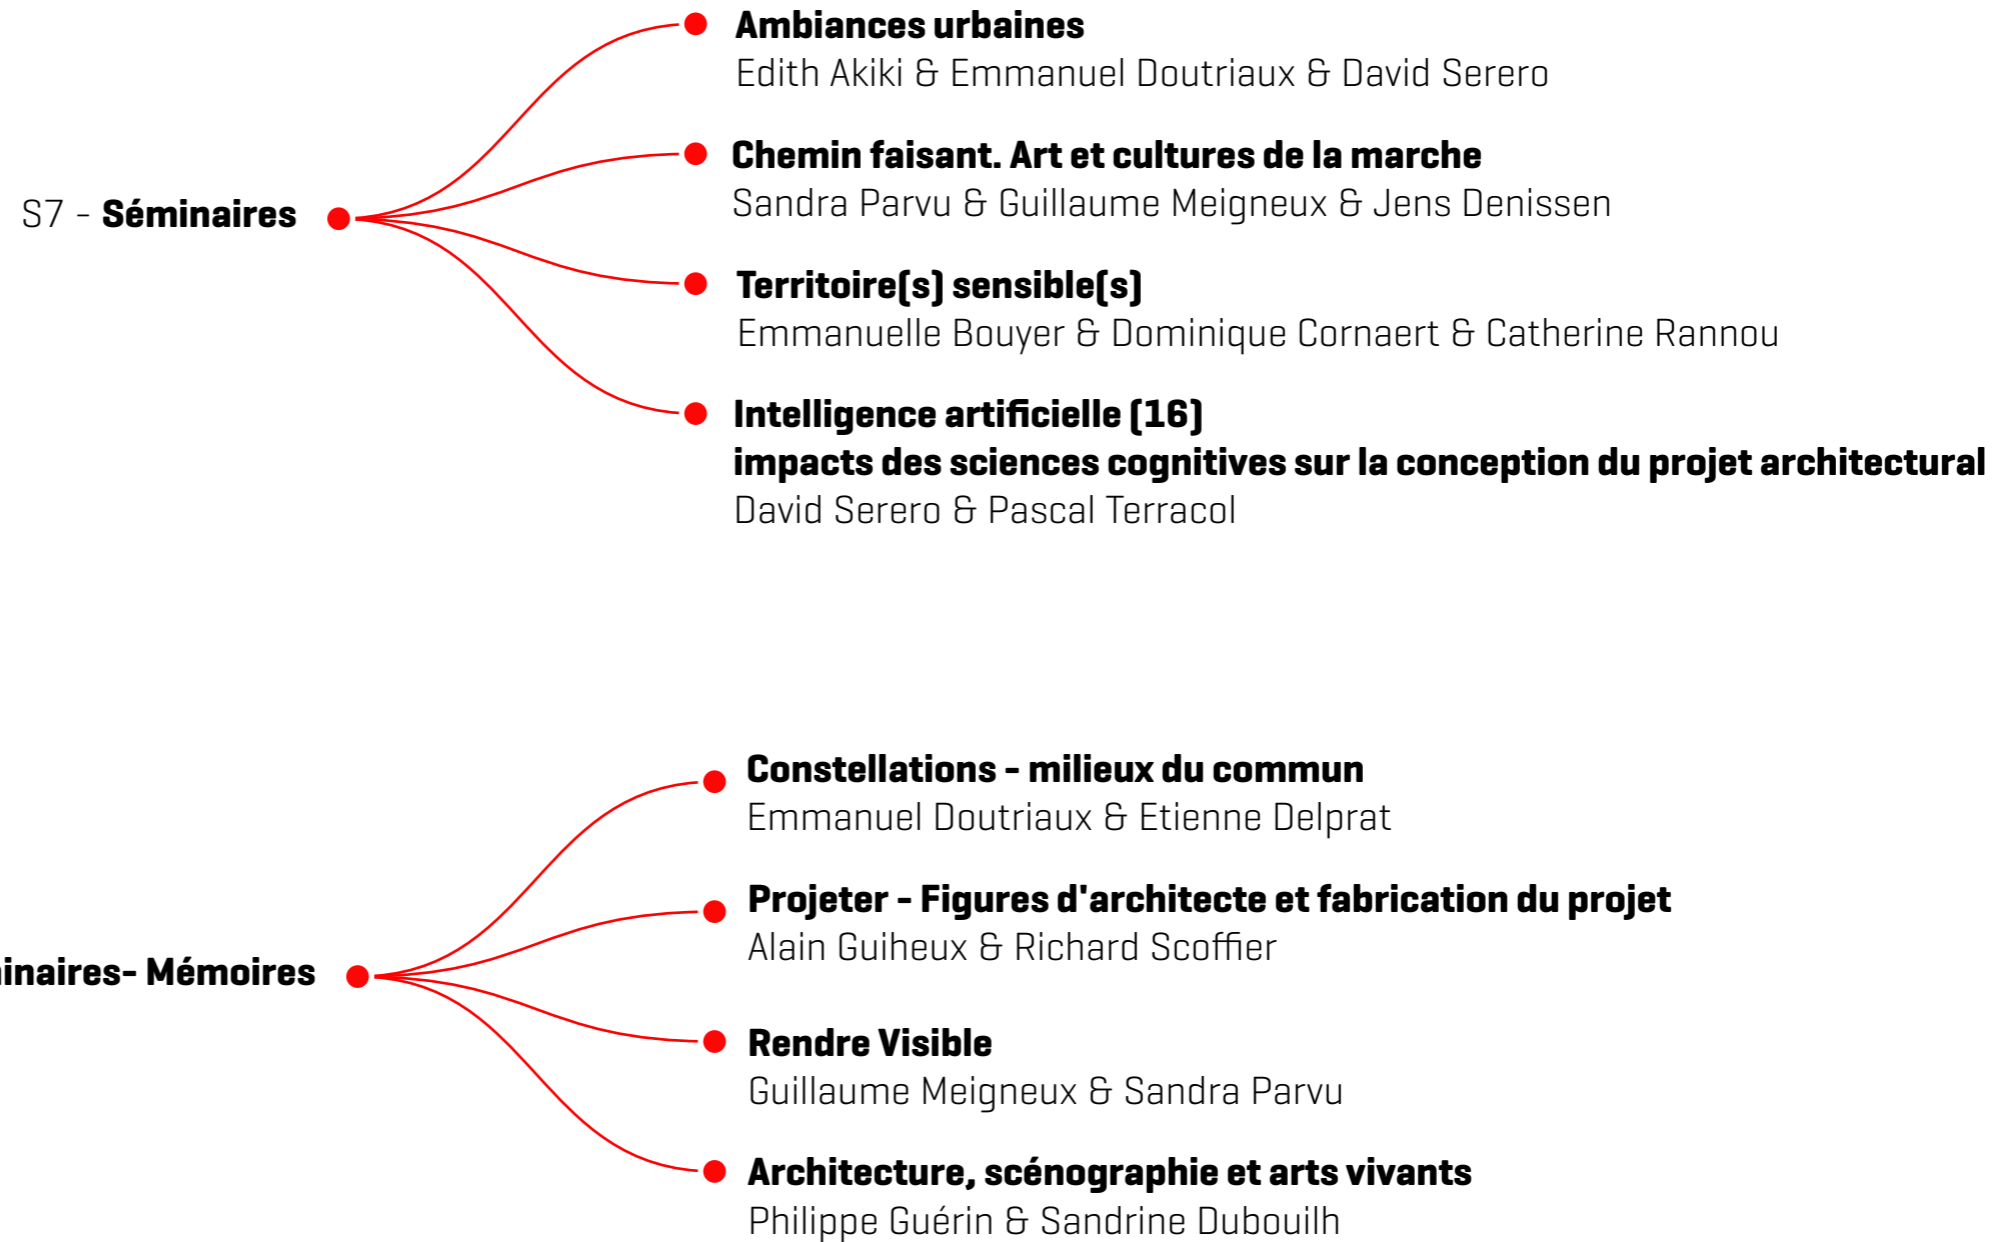 S7 - Séminaires
Ambiances urbaines
Edith Akiki & Emmanuel Doutriaux & David Serero
Chemin faisant. Art et cultures de la marche
Sandra Parvu & Guillaume Meigneux & Jens Denissen
Territoire(s) sensible(s)
Emmanuelle Bouyer & Dominique Cornaert & Catherine Rannou
Intelligence artificielle (16)
impacts des sciences cognitives sur la conception du projet architectural
David Serero & Pascal Terracol
Mémoires
Constellations - milieux du commun
Emmanuel Doutriaux & Etienne Delprat
Projeter - Figures d'architecte et fabrication du projet
Alain Guiheux & Richard Scoffier
Rendre Visible
Guillaume Meigneux & Sandra Parvu
Architecture, scénographie et arts vivants
Philippe Guérin & Sandrine Dubouilh